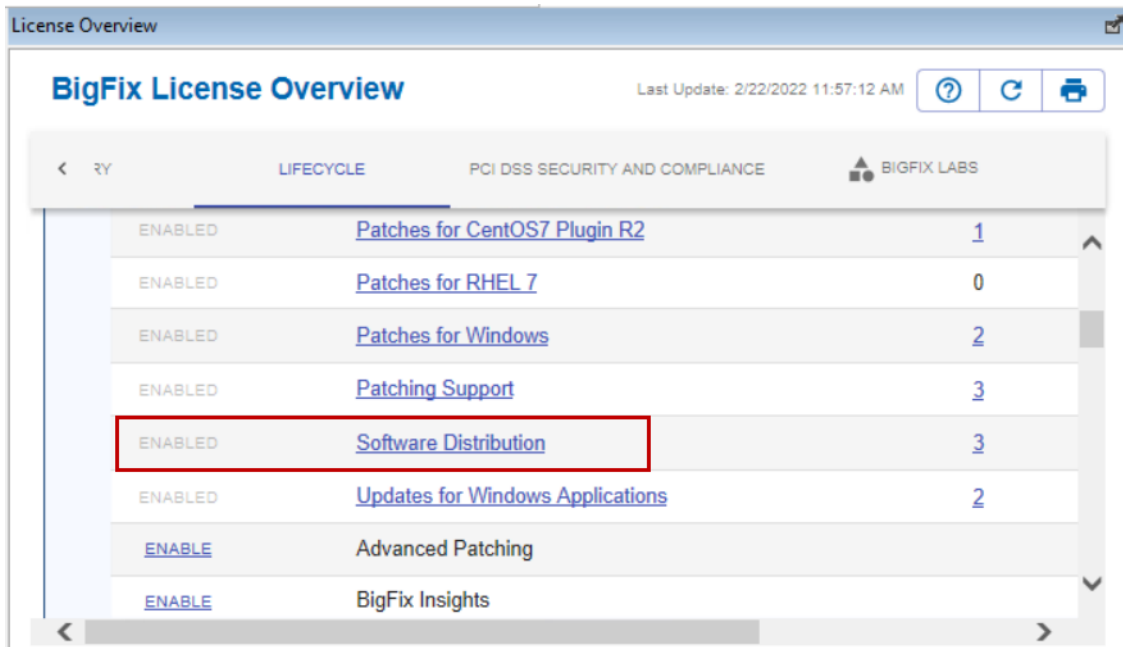 License Overview
BigFix License Overview
Last Update: 2/22/2022 11:57:12 AM
RY LIFECYCLE PCI DSS SECURITY AND COMPLIANCE BIGFIX LABS
ENABLED Patches for CentOS7 Plugin R2 1
ENABLED Patches for RHEL 7 0
ENABLED Patches for Windows 2
ENABLED Patching Support 3
ENABLED Software Distribution 3
ENABLED Updates for Windows Applications 2
ENABLE Advanced Patching
ENABLE BigFix Insights